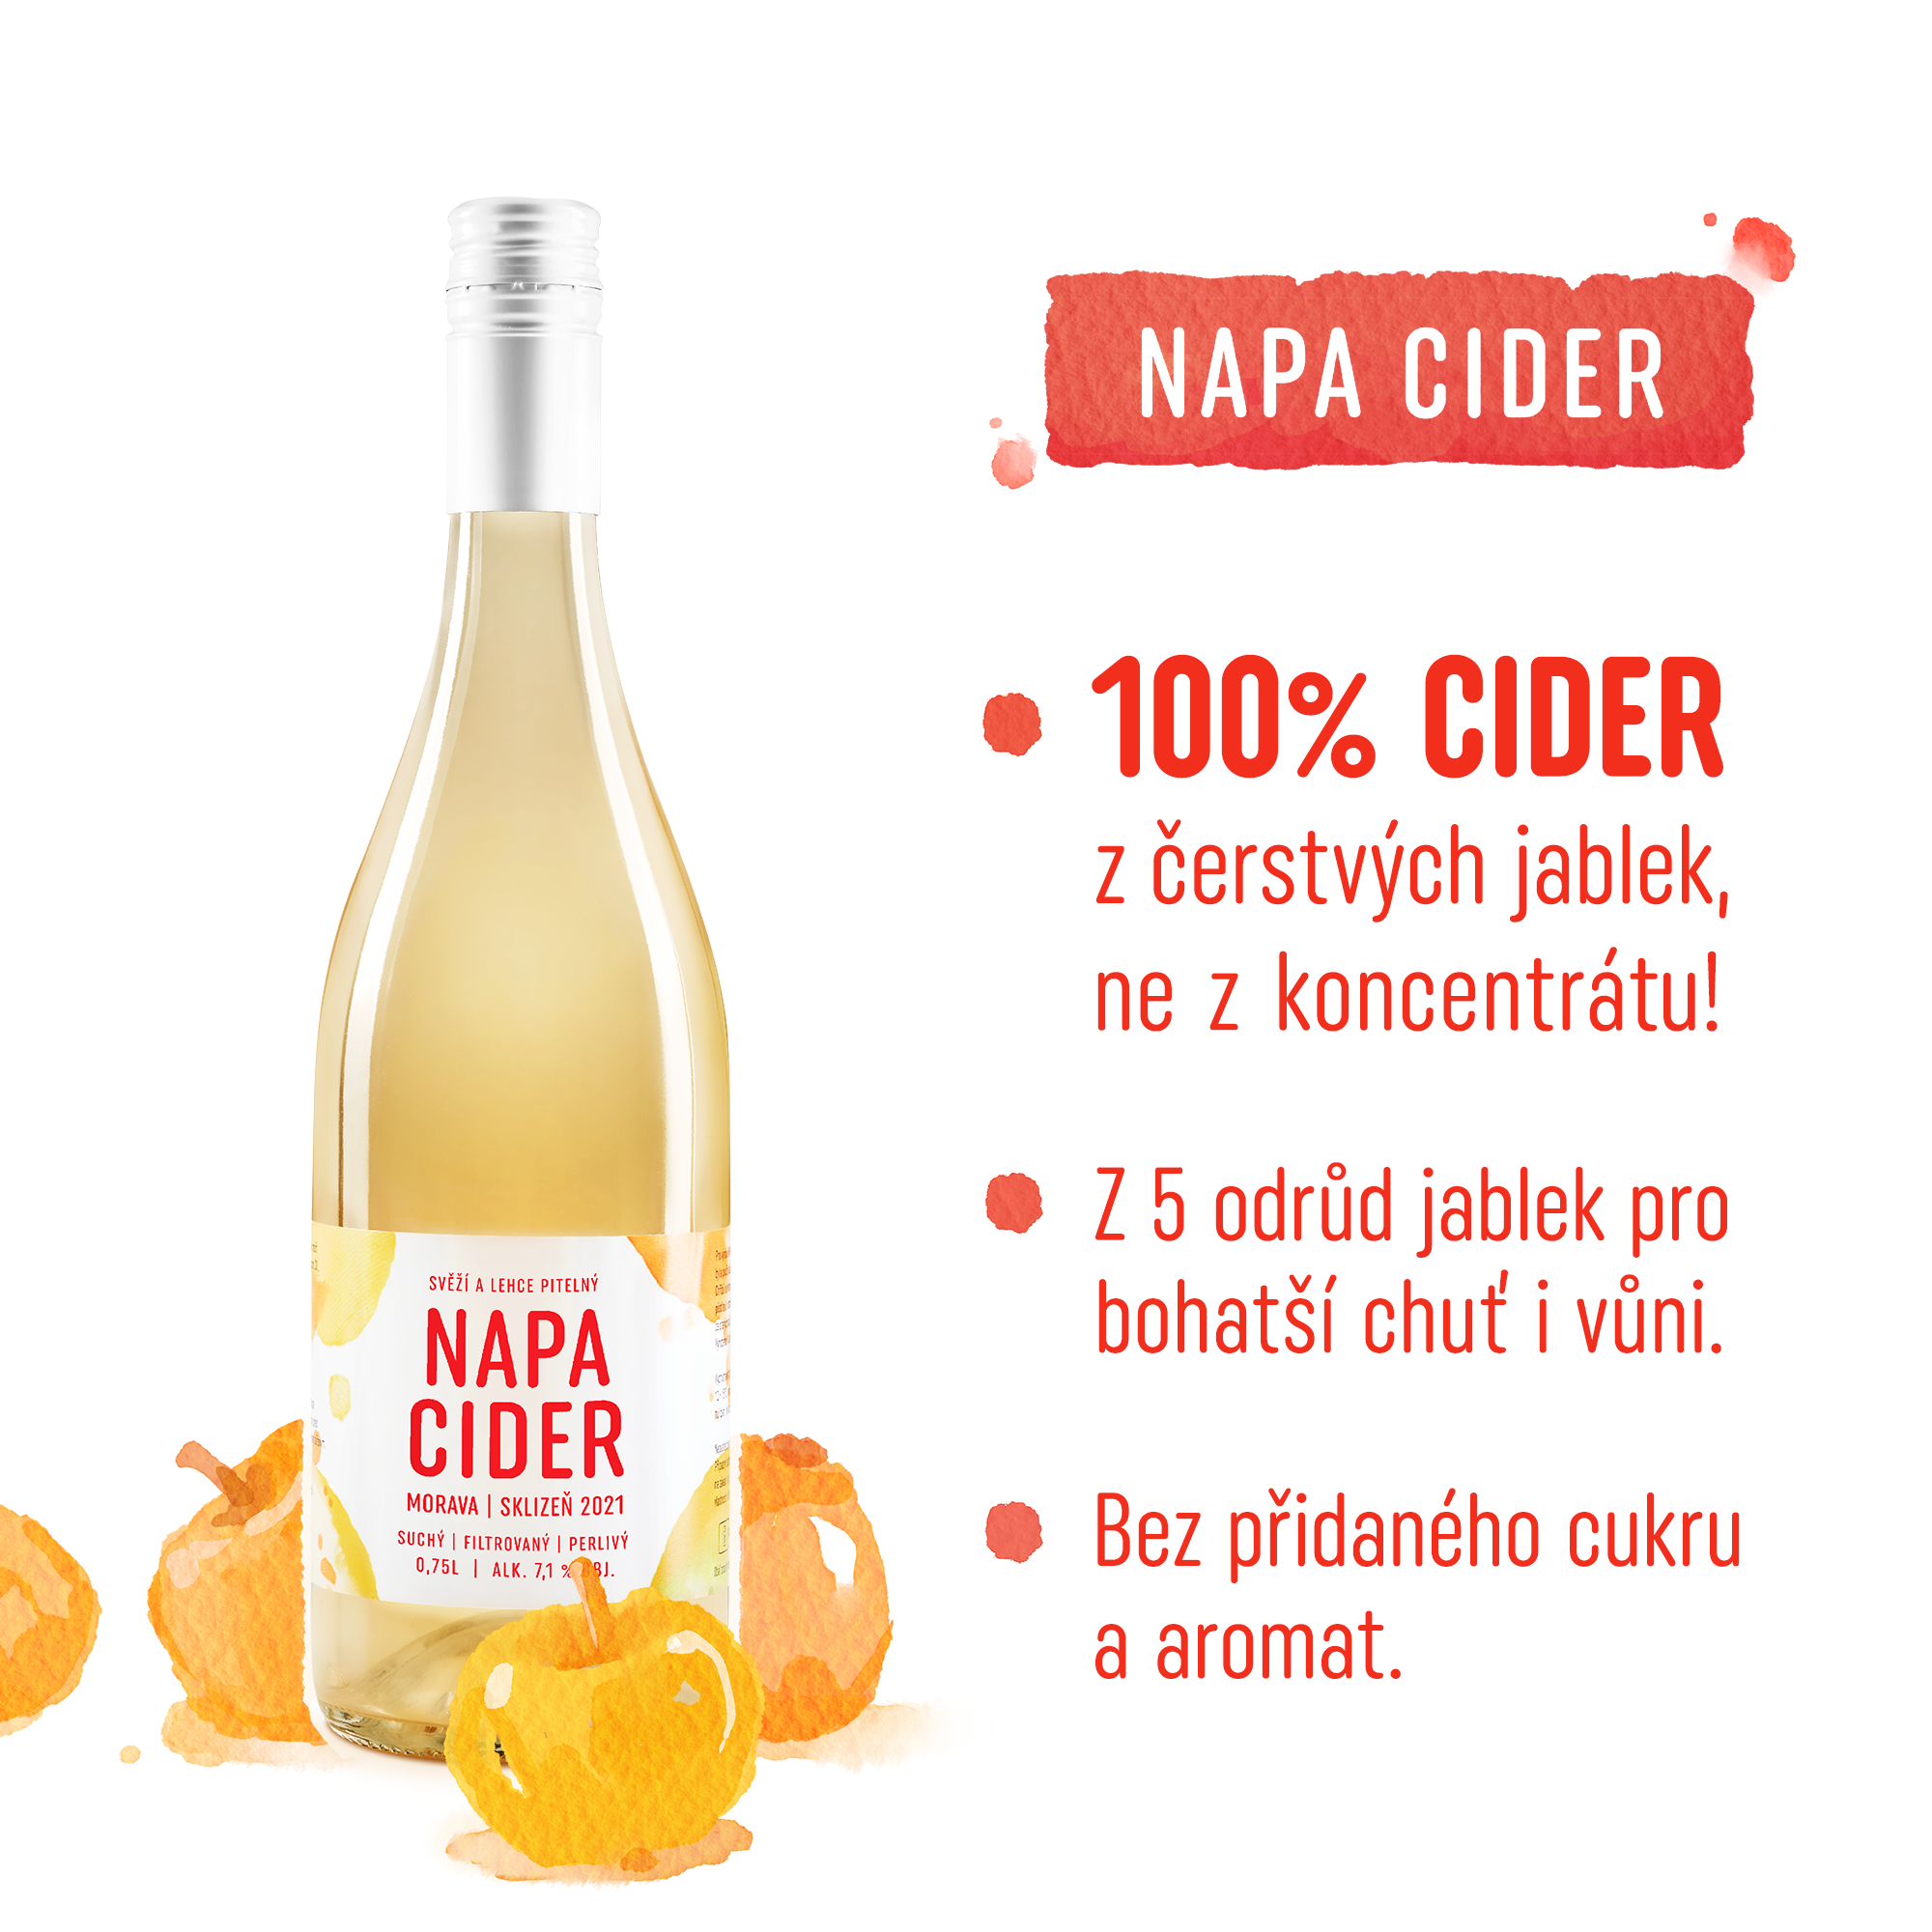 NAPA CIDER
100% CIDER
z čerstvých jablek,
ne z koncentrátu!
Z 5 odrůd jablek pro
bohatší chuť i vůni.
Bez přidaného cukru
a aromat.
SVĚŽÍ A LEHCE PITELNÝ
NAPA
CIDER
MORAVA | SKLIZEŇ 2021
SUCHÝ | FILTROVANÝ | PERLIVÝ
0,75L | ALK. 7,1 %